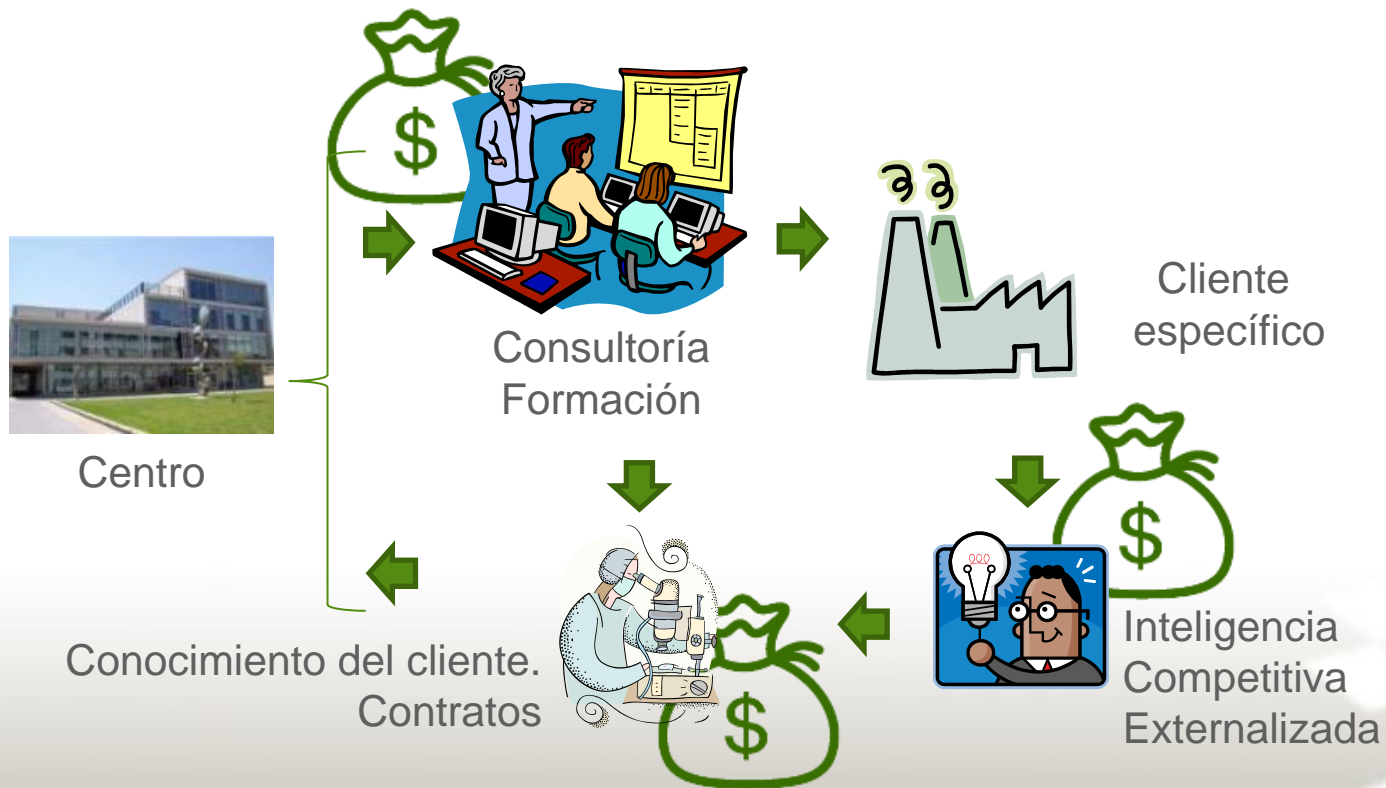 $
Consultoría
Formación
Cliente
específico
Centro
$
Inteligencia
Competitiva
Externalizada
Conocimiento del cliente.
Contratos
$